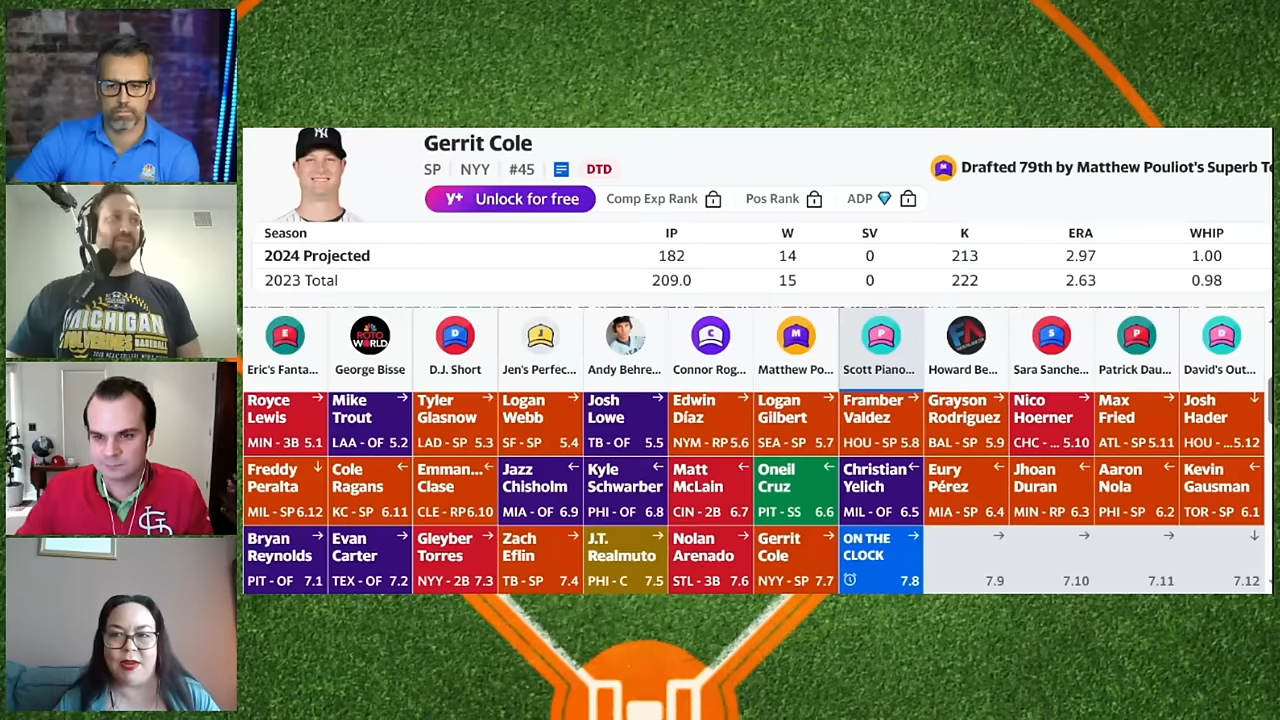 Gerrit Cole
SP NYY #45 DTD
Drafted 79th by Matthew Pouliot's Superb Te
y+ Unlock for free Comp Exp Rank Pos Rank ADP
Season IP W SV K ERA WHIP
2024 Projected 182 14 0 213 2.97 1.00
2023 Total 209.0 15 0 222 2.63 0.98
E ROTO WORLD D J C M P FA S P D
Eric's Fanta... George Bisse D.J. Short Jen's Perfec... Andy Behre... Connor Rog... Matthew Po... Scott Piano... Howard Be... Sara Sanche... Patrick Dau... David's Out...
Royce Mike Tyler Logan Josh Edwin Logan Framber Grayson Nico Max Josh
Lewis Trout Glasnow Webb Lowe Díaz Gilbert Valdez Rodriguez Hoerner Fried Hader
MIN - 3B 5.1 LAA - OF 5.2 LAD - SP 5.3 SF - SP 5.4 TB - OF 5.5 NYM - RP 5.6 SEA - SP 5.7 HOU - SP 5.8 BAL - SP 5.9 CHC - ... 5.10 ATL - SP 5.11 HOU - ... 5.12
Freddy Cole Emman... Jazz Kyle Matt Oneil Christian Eury Jhoan Aaron Kevin
Peralta Ragans Clase Chisholm Schwarber McLain Cruz Yelich Pérez Duran Nola Gausman
MIL - SP 6.12 KC - SP 6.11 CLE - RP 6.10 MIA - OF 6.9 PHI - OF 6.8 CIN - 2B 6.7 PIT - SS 6.6 MIL - OF 6.5 MIA - SP 6.4 MIN - RP 6.3 PHI - SP 6.2 TOR - SP 6.1
Bryan Evan Gleyber Zach J.T. Nolan Gerrit ON THE
Reynolds Carter Torres Eflin Realmuto Arenado Cole CLOCK
PIT - OF 7.1 TEX - OF 7.2 NYY - 2B 7.3 TB - SP 7.4 PHI - C 7.5 STL - 3B 7.6 NYY - SP 7.7 7.8 7.9 7.10 7.11 7.12
MICHIGAN
WOLVERINES
BASEBALL